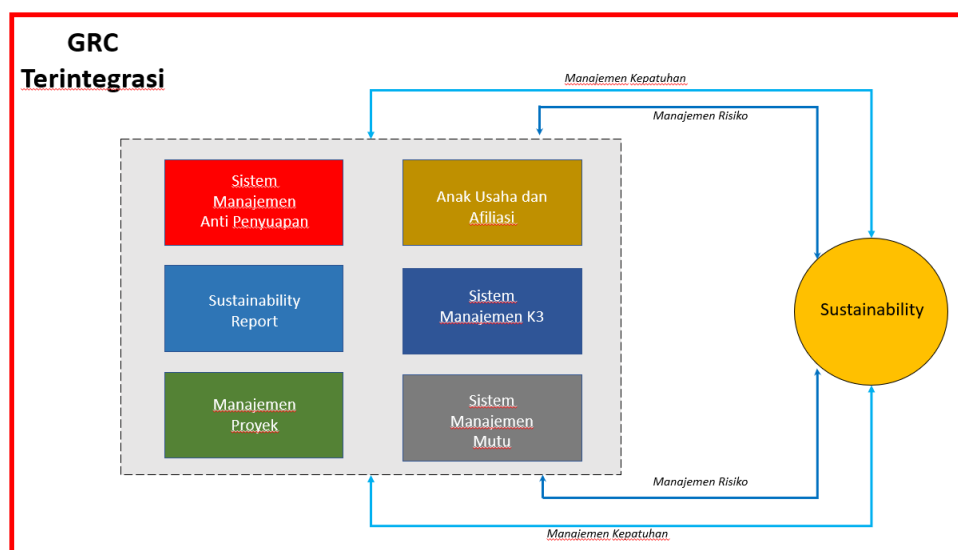 GRC
Terintegrasi
Manajemen Kepatuhan
Manajemen Risiko
Sistem
Manajemen
Anti Penyuapan
Anak Usaha dan
Afiliasi
Sustainability
Report
Sistem
Manajemen K3
Sustainability
Manajemen
Proyek
Sistem
Manajemen
Mutu
Manajemen Risiko
Manajemen Kepatuhan